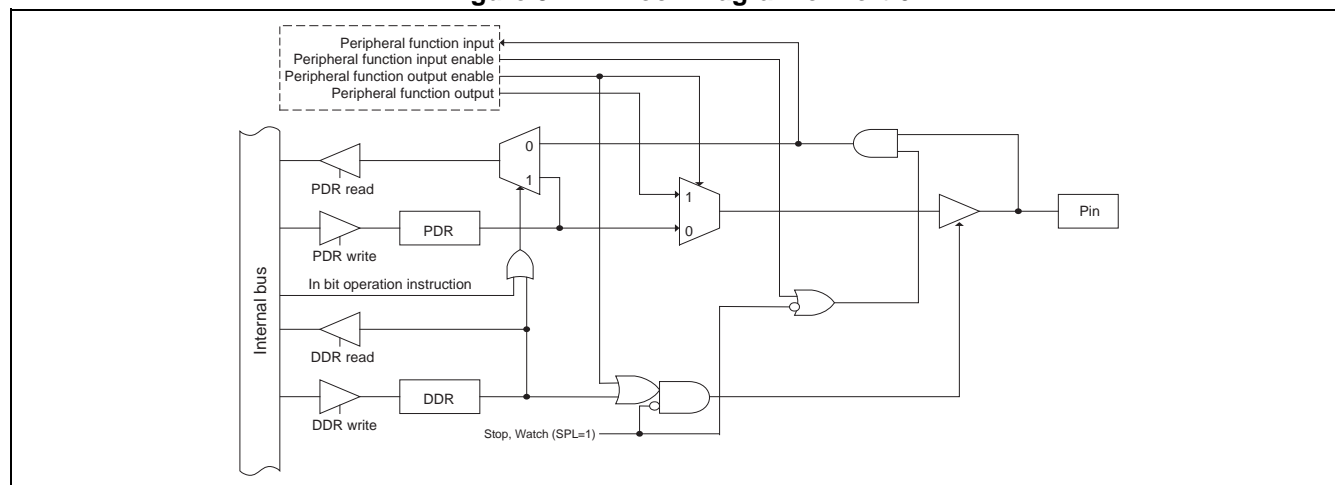 Peripheral function input
Peripheral function input enable
Peripheral function output enable
Peripheral function output
0
1
PDR read
1
Pin
PDR
0
PDR write
In bit operation instruction
Internal bus
DDR read
DDR
DDR write
Stop, Watch (SPL=1)